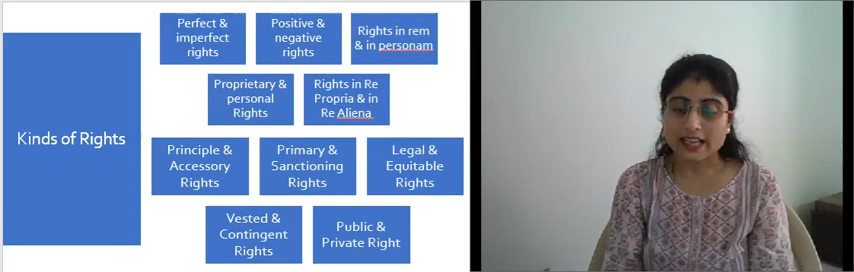 Kinds of Rights
Perfect &
imperfect
rights
Positive &
negative
rights
Rights in rem
& in personam
Proprietary &
personal
Rights
Rights in Re
Propria & in
Re Aliena
Principle &
Accessory
Rights
Primary &
Sanctioning
Rights
Legal &
Equitable
Rights
Vested &
Contingent
Rights
Public &
Private Right